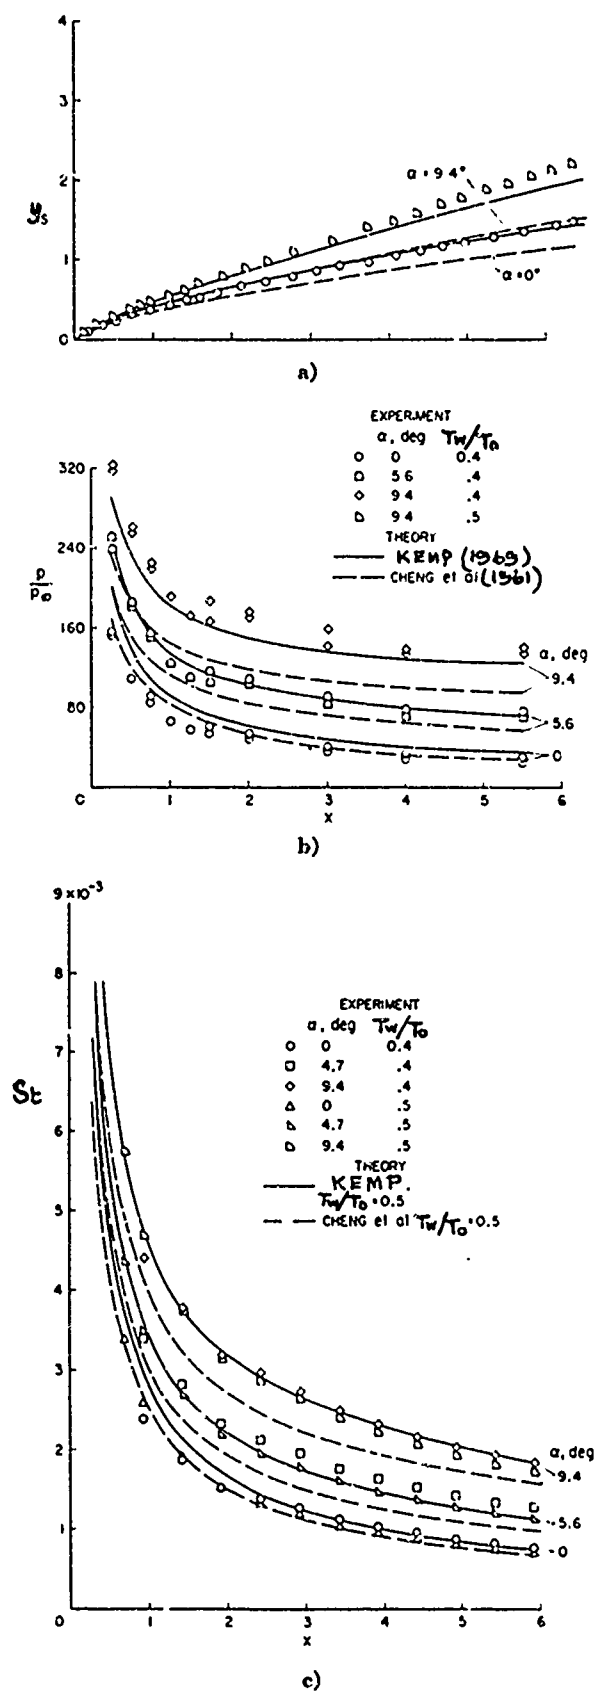 4
3
2
1
0
ys
α = 9.4°
α = 0°
a)
EXPERIMENT
α, deg Tw/To
0 0.4
5.6 .4
9.4 .4
9.4 .5
THEORY
KEMP (1969)
CHENG et al (1961)
320
240
160
80
p
p∞
α, deg
9.4
5.6
0
0 1 2 3 4 5 6
x
b)
9×10⁻³
8
7
6
5
4
3
2
1
St
EXPERIMENT
α, deg Tw/To
0 0.4
4.7 .4
9.4 .4
0 .5
4.7 .5
9.4 .5
THEORY
KEMP.
Tw/To = 0.5
CHENG et al Tw/To = 0.5
α, deg
9.4
5.6
0
0 1 2 3 4 5 6
x
c)